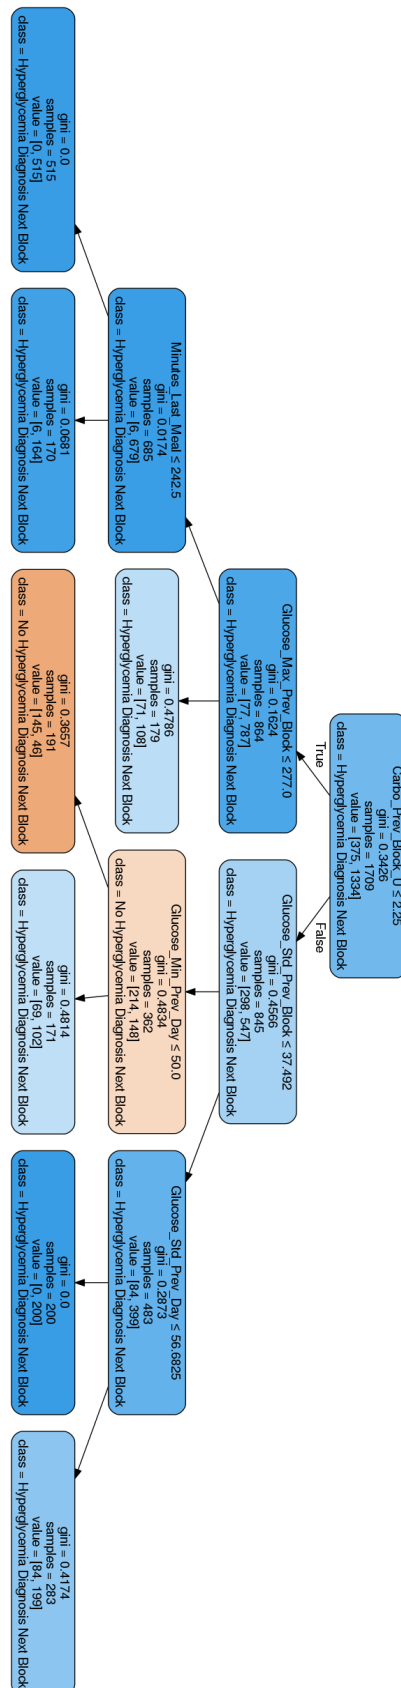 Carbo_Prev_Block_U ≤ 2.25
gini = 0.3426
samples = 1709
value = [375, 1334]
class = Hyperglycemia Diagnosis Next Block
True
False
Glucose_Max_Prev_Block ≤ 277.0
gini = 0.1624
samples = 864
value = [77, 787]
class = Hyperglycemia Diagnosis Next Block
Glucose_Std_Prev_Block ≤ 37.492
gini = 0.4566
samples = 845
value = [298, 547]
class = Hyperglycemia Diagnosis Next Block
Minutes_Last_Meal ≤ 242.5
gini = 0.0174
samples = 685
value = [6, 679]
class = Hyperglycemia Diagnosis Next Block
gini = 0.4786
samples = 179
value = [71, 108]
class = Hyperglycemia Diagnosis Next Block
Glucose_Min_Prev_Day ≤ 50.0
gini = 0.4834
samples = 362
value = [214, 148]
class = No Hyperglycemia Diagnosis Next Block
Glucose_Std_Prev_Day ≤ 56.6825
gini = 0.2873
samples = 483
value = [84, 399]
class = Hyperglycemia Diagnosis Next Block
gini = 0.0
samples = 515
value = [0, 515]
class = Hyperglycemia Diagnosis Next Block
gini = 0.0681
samples = 170
value = [6, 164]
class = Hyperglycemia Diagnosis Next Block
gini = 0.3657
samples = 191
value = [145, 46]
class = No Hyperglycemia Diagnosis Next Block
gini = 0.4814
samples = 171
value = [69, 102]
class = Hyperglycemia Diagnosis Next Block
gini = 0.0
samples = 200
value = [0, 200]
class = Hyperglycemia Diagnosis Next Block
gini = 0.4174
samples = 283
value = [84, 199]
class = Hyperglycemia Diagnosis Next Block